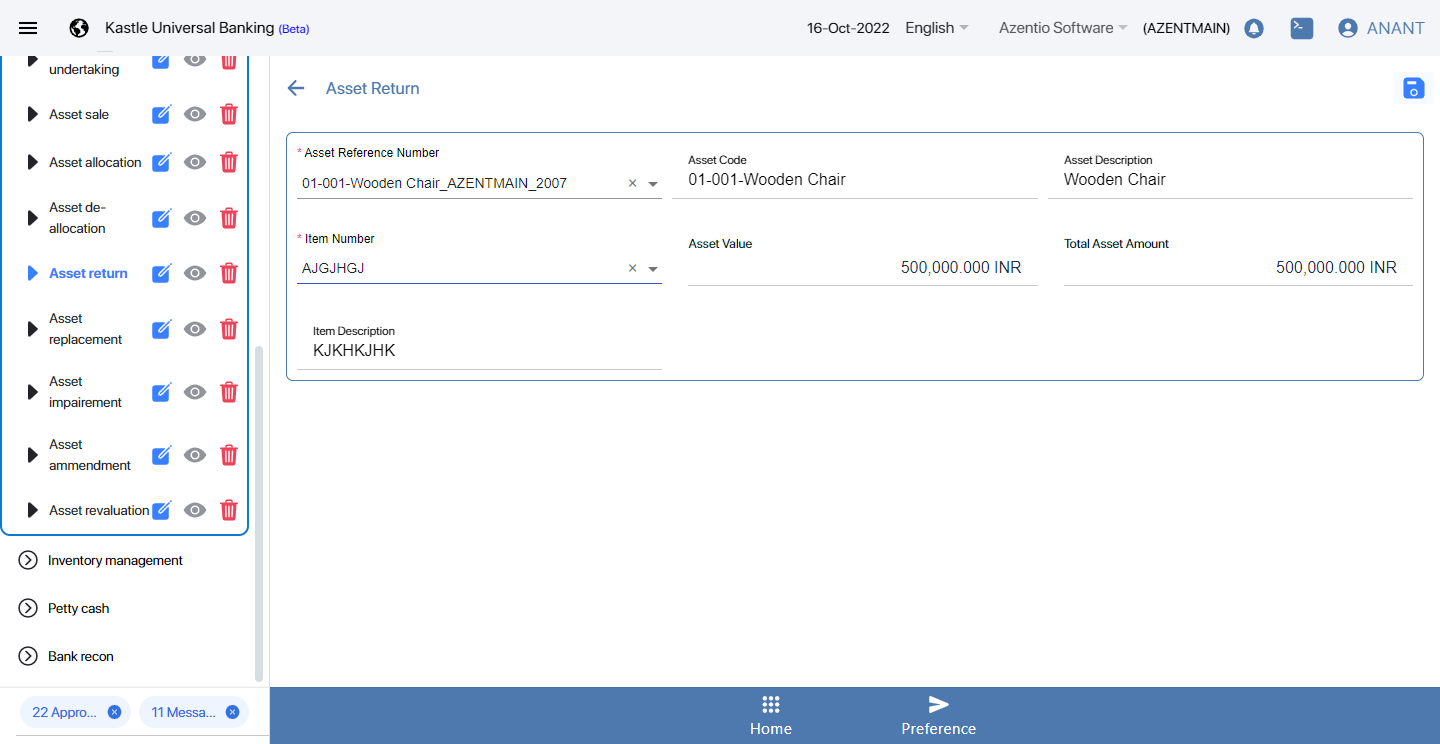 Kastle Universal Banking (Beta)
16-Oct-2022 English Azentio Software (AZENTMAIN) ANANT
undertaking
Asset sale
Asset allocation
Asset de-
allocation
Asset return
Asset
replacement
Asset
impairement
Asset
ammendment
Asset revaluation
Inventory management
Petty cash
Bank recon
22 Appro... 11 Messa...
Asset Return
* Asset Reference Number
01-001-Wooden Chair_AZENTMAIN_2007
Asset Code
01-001-Wooden Chair
Asset Description
Wooden Chair
* Item Number
AJGJHGJ
Asset Value
500,000.000 INR
Total Asset Amount
500,000.000 INR
Item Description
KJKHKJHK
Home
Preference